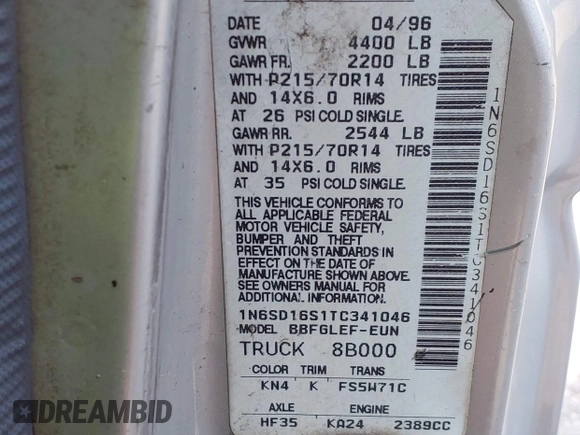 DATE 04/96
GVWR 4400 LB
GAWR FR. 2200 LB
WITH P215/70R14 TIRES
AND 14X6.0 RIMS
AT 26 PSI COLD SINGLE.
GAWR RR. 2544 LB
WITH P215/70R14 TIRES
AND 14X6.0 RIMS
AT 35 PSI COLD SINGLE.
THIS VEHICLE CONFORMS TO
ALL APPLICABLE FEDERAL
MOTOR VEHICLE SAFETY,
BUMPER AND THEFT
PREVENTION STANDARDS IN
EFFECT ON THE DATE OF
MANUFACTURE SHOWN ABOVE.
SEE OWNERS MANUAL FOR
ADDITIONAL INFORMATION.
1N6SD16S1TC341046
MODEL BBFGLEF-EUN
TRUCK 8B000
COLOR TRIM TRANS
KN4 K FS5W71C
AXLE ENGINE
HF35 KA24 2389CC
1N6SD16S1TC341046
DREAMBID